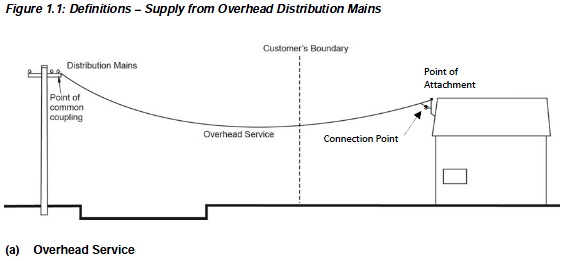 Figure 1.1: Definitions – Supply from Overhead Distribution Mains
Customer's Boundary
Distribution Mains
Point of
Attachment
Point of
common
coupling
Overhead Service
Connection Point
(a) Overhead Service